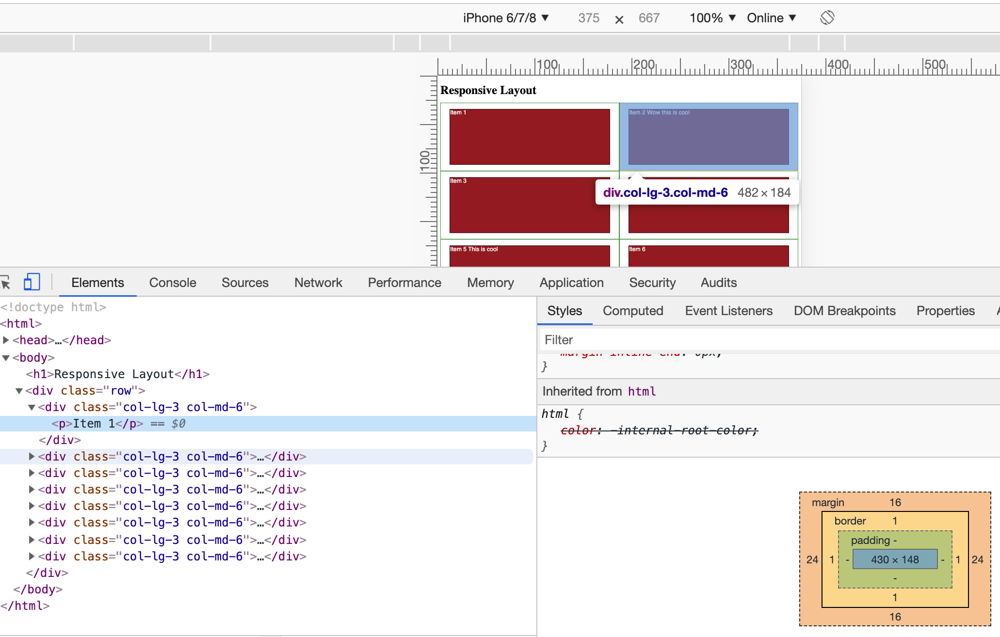 iPhone 6/7/8 ▼ 375 × 667 100% ▼ Online ▼
100 200 300 400 500
100
Responsive Layout
Item 1
Item 2 Wow this is cool
Item 3
div.col-lg-3.col-md-6 482 × 184
Item 5 This is cool
Item 6
Elements Console Sources Network Performance Memory Application Security Audits
<!doctype html>
<html>
▶<head>…</head>
▼<body>
<h1>Responsive Layout</h1>
▼<div class="row">
▼<div class="col-lg-3 col-md-6">
<p>Item 1</p> == $0
</div>
▶<div class="col-lg-3 col-md-6">…</div>
▶<div class="col-lg-3 col-md-6">…</div>
▶<div class="col-lg-3 col-md-6">…</div>
▶<div class="col-lg-3 col-md-6">…</div>
▶<div class="col-lg-3 col-md-6">…</div>
▶<div class="col-lg-3 col-md-6">…</div>
▶<div class="col-lg-3 col-md-6">…</div>
</div>
</body>
</html>
Styles Computed Event Listeners DOM Breakpoints Properties
Filter
margin-inline-end: 0px;
}
Inherited from html
html {
color: -internal-root-color;
}
margin 16
border 1
padding -
24 1 - 430 × 148 - 1 24
-
1
16